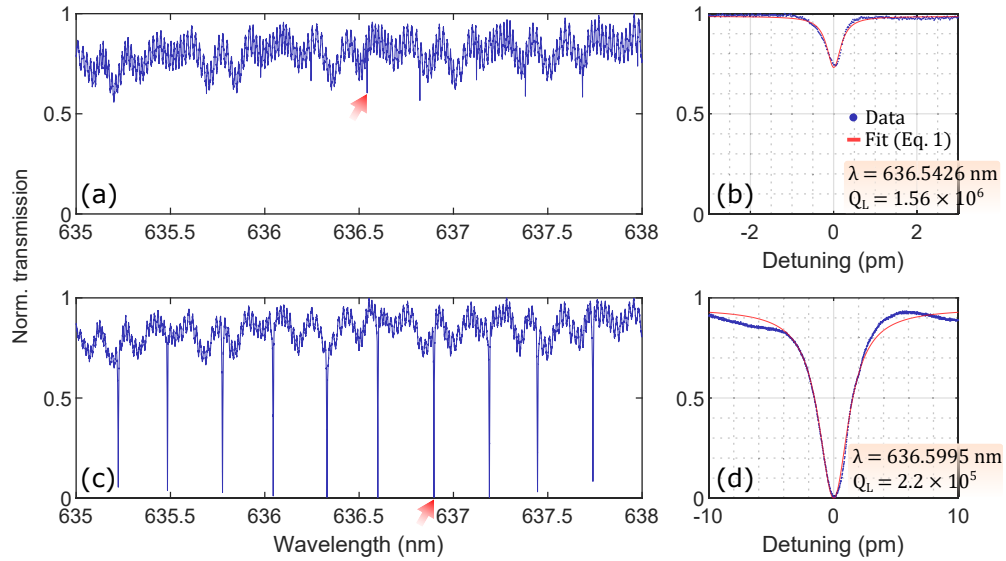 Norm. transmission
1
0.5
0
(a)
635 635.5 636 636.5 637 637.5 638
1
0.5
0
(b)
Data
Fit (Eq. 1)
λ = 636.5426 nm
Q_L = 1.56 × 10^6
-2 0 2
Detuning (pm)
1
0.5
0
(c)
635 635.5 636 636.5 637 637.5 638
Wavelength (nm)
1
0.5
0
(d)
λ = 636.5995 nm
Q_L = 2.2 × 10^5
-10 0 10
Detuning (pm)